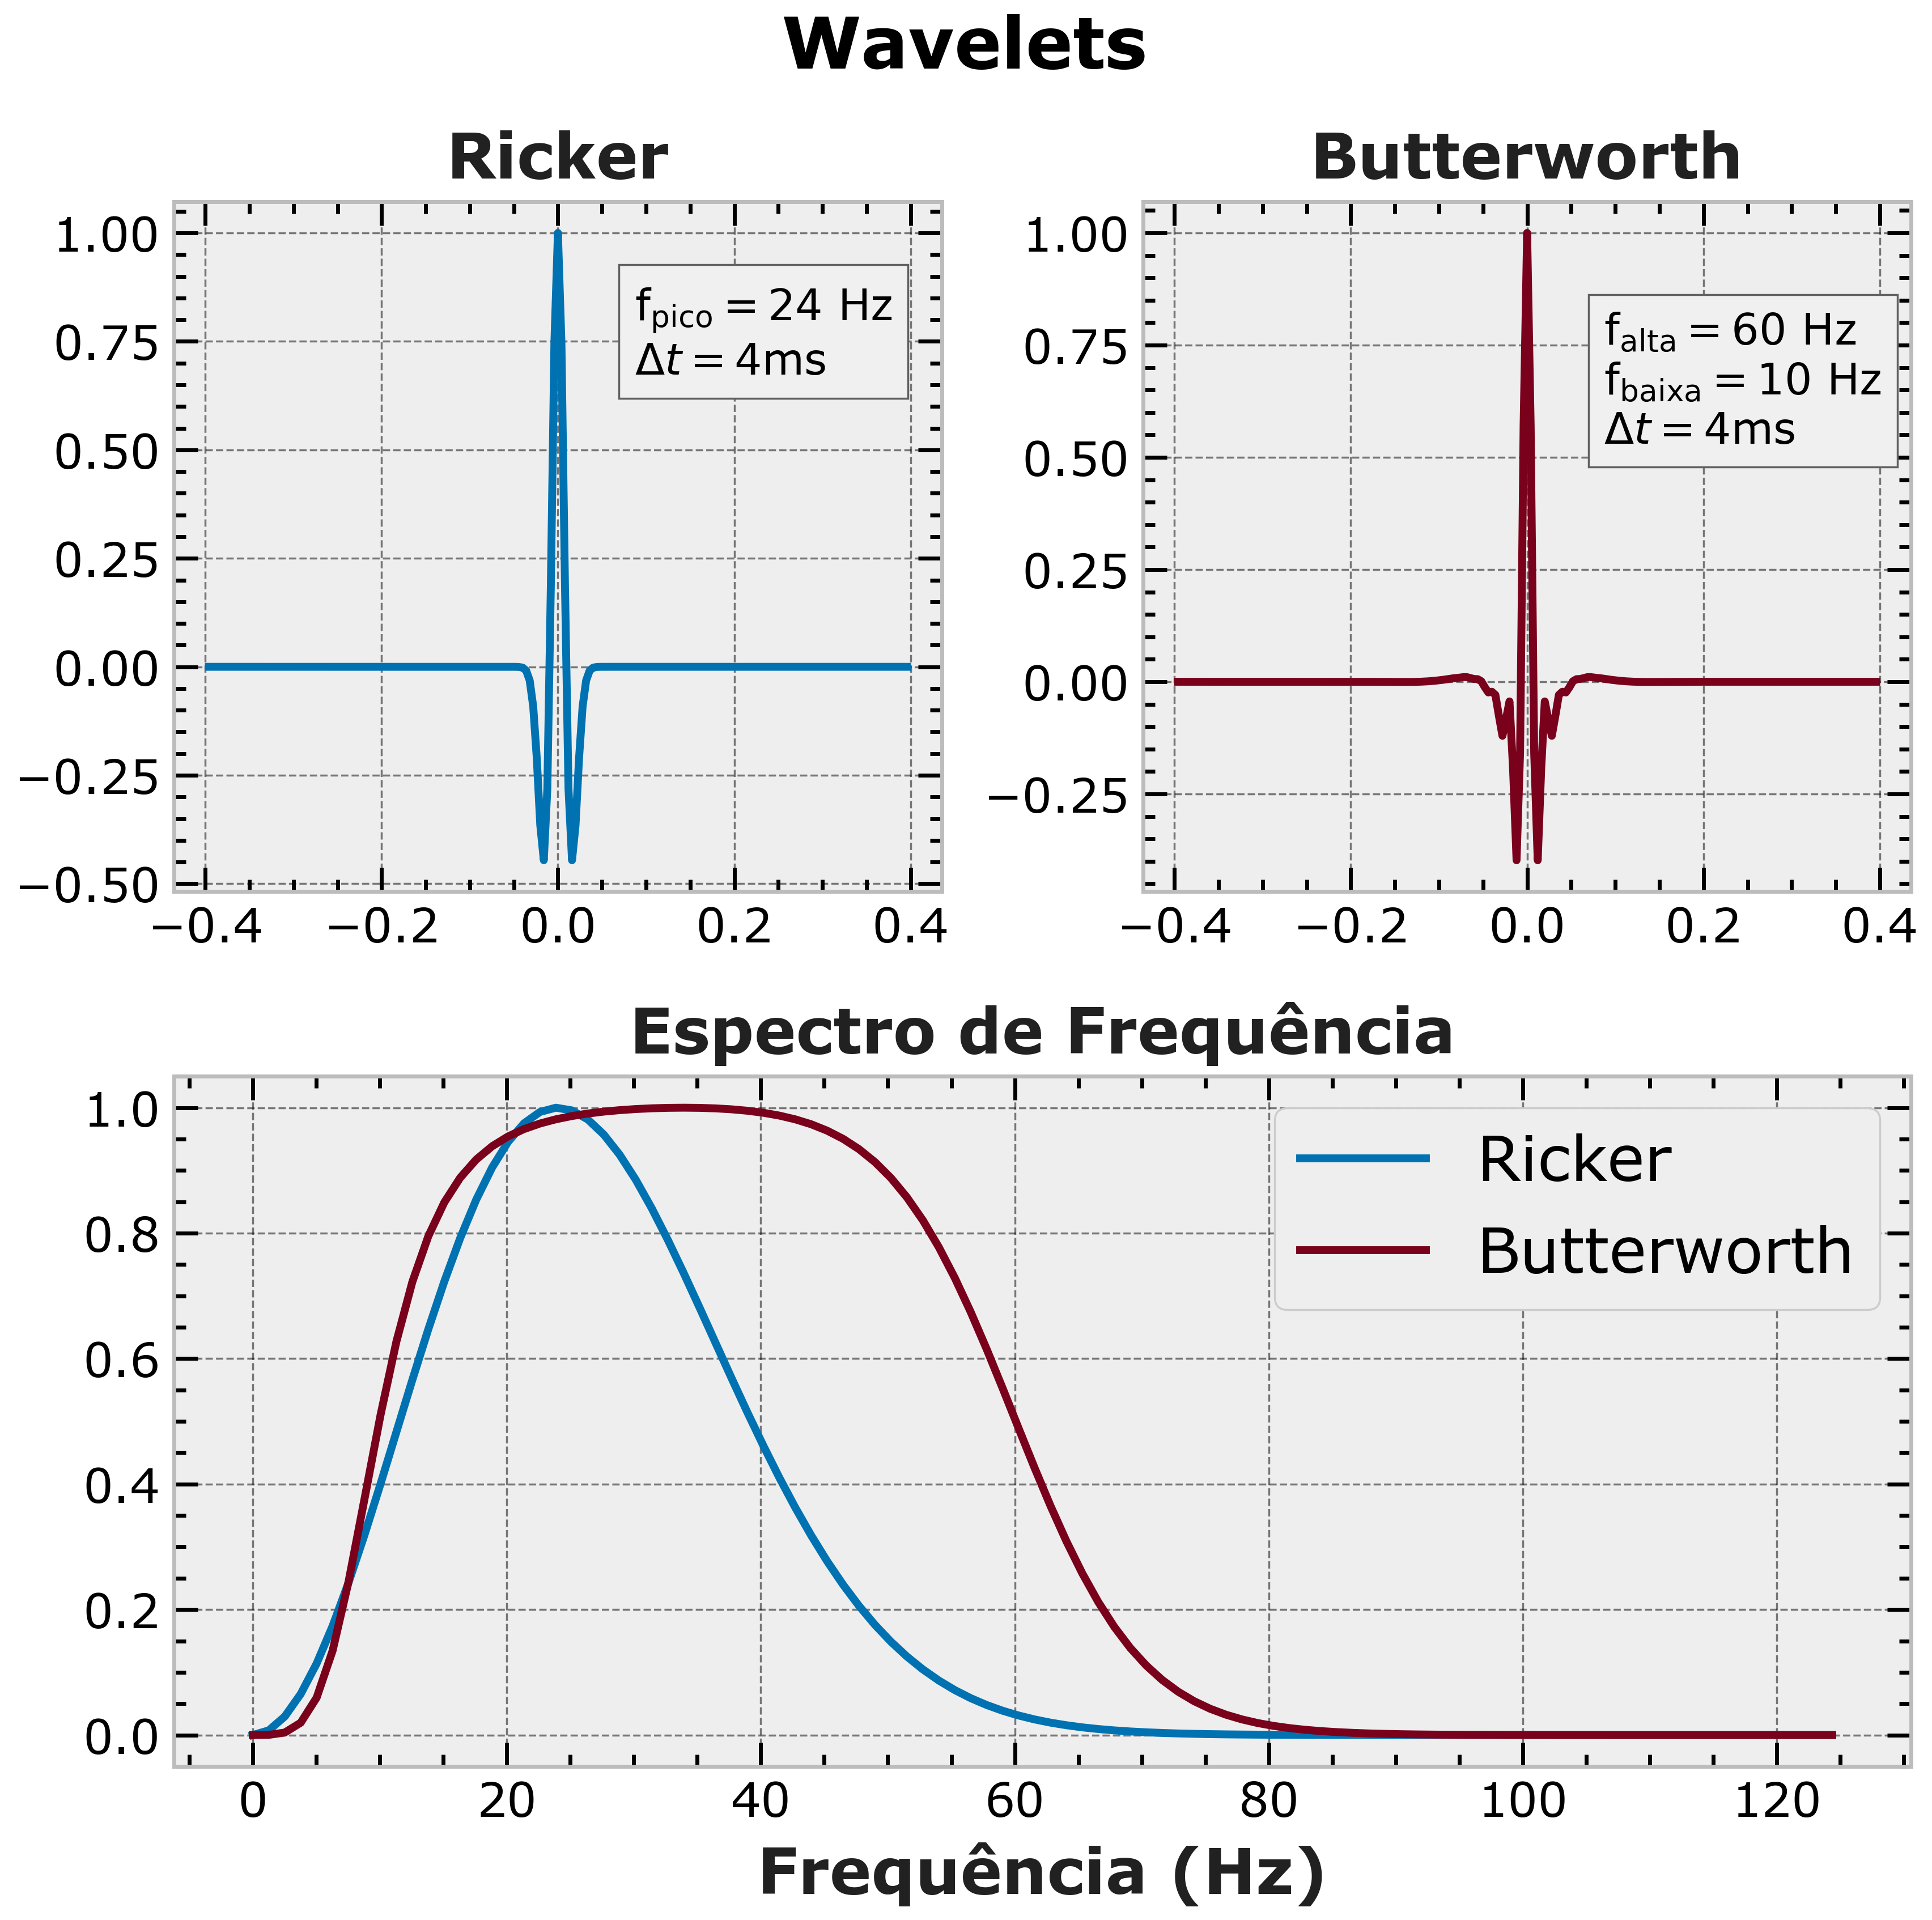 Wavelets
Ricker
1.00
0.75
0.50
0.25
0.00
−0.25
−0.50
−0.4 −0.2 0.0 0.2 0.4
f_pico = 24 Hz
Δt = 4ms
Butterworth
1.00
0.75
0.50
0.25
0.00
−0.25
−0.4 −0.2 0.0 0.2 0.4
f_alta = 60 Hz
f_baixa = 10 Hz
Δt = 4ms
Espectro de Frequência
1.0
0.8
0.6
0.4
0.2
0.0
0 20 40 60 80 100 120
Ricker
Butterworth
Frequência (Hz)